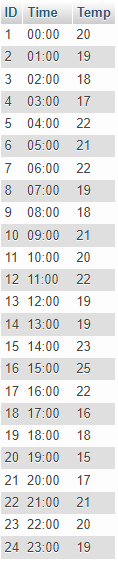 ID Time Temp
1 00:00 20
2 01:00 19
3 02:00 18
4 03:00 17
5 04:00 22
6 05:00 21
7 06:00 22
8 07:00 19
9 08:00 18
10 09:00 21
11 10:00 20
12 11:00 22
13 12:00 19
14 13:00 19
15 14:00 23
16 15:00 25
17 16:00 22
18 17:00 16
19 18:00 18
20 19:00 15
21 20:00 17
22 21:00 21
23 22:00 20
24 23:00 19